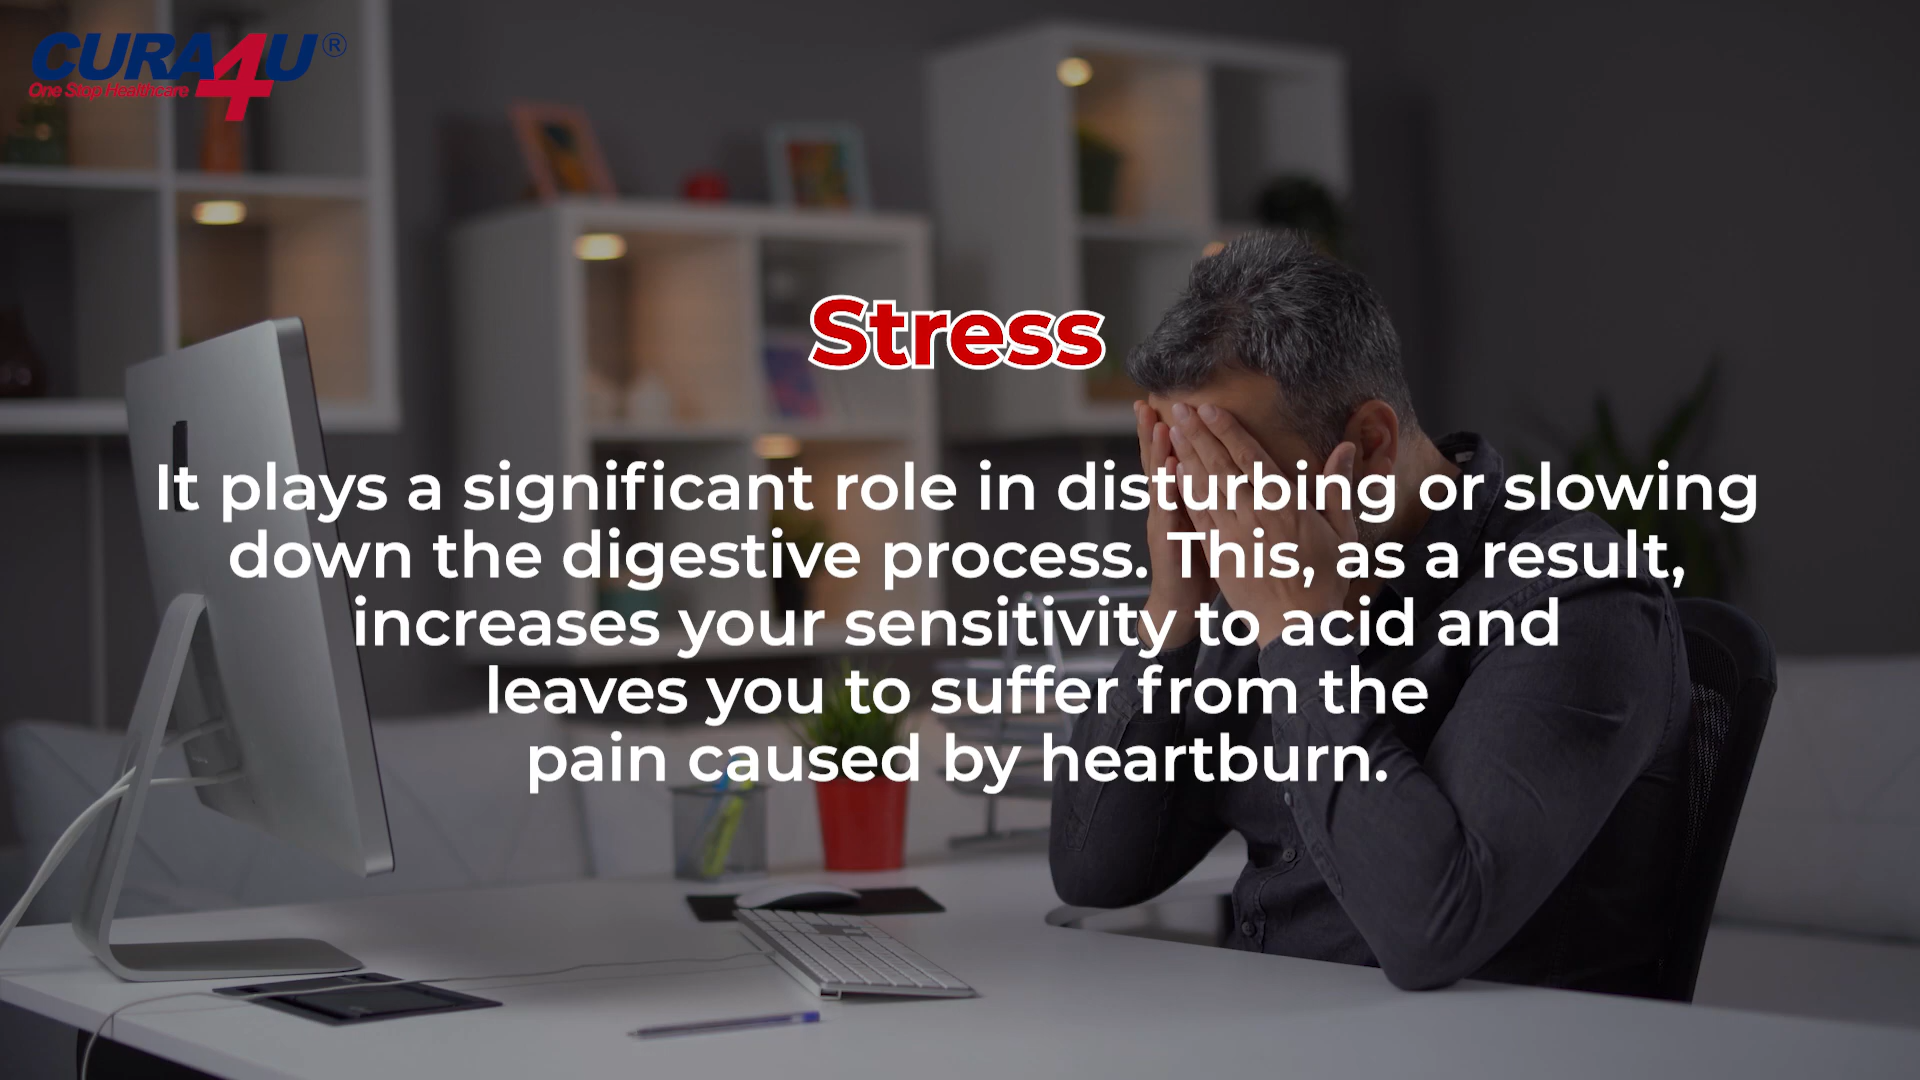 CURA4U®
One Stop Healthcare
Stress
It plays a significant role in disturbing or slowing
down the digestive process. This, as a result,
increases your sensitivity to acid and
leaves you to suffer from the
pain caused by heartburn.